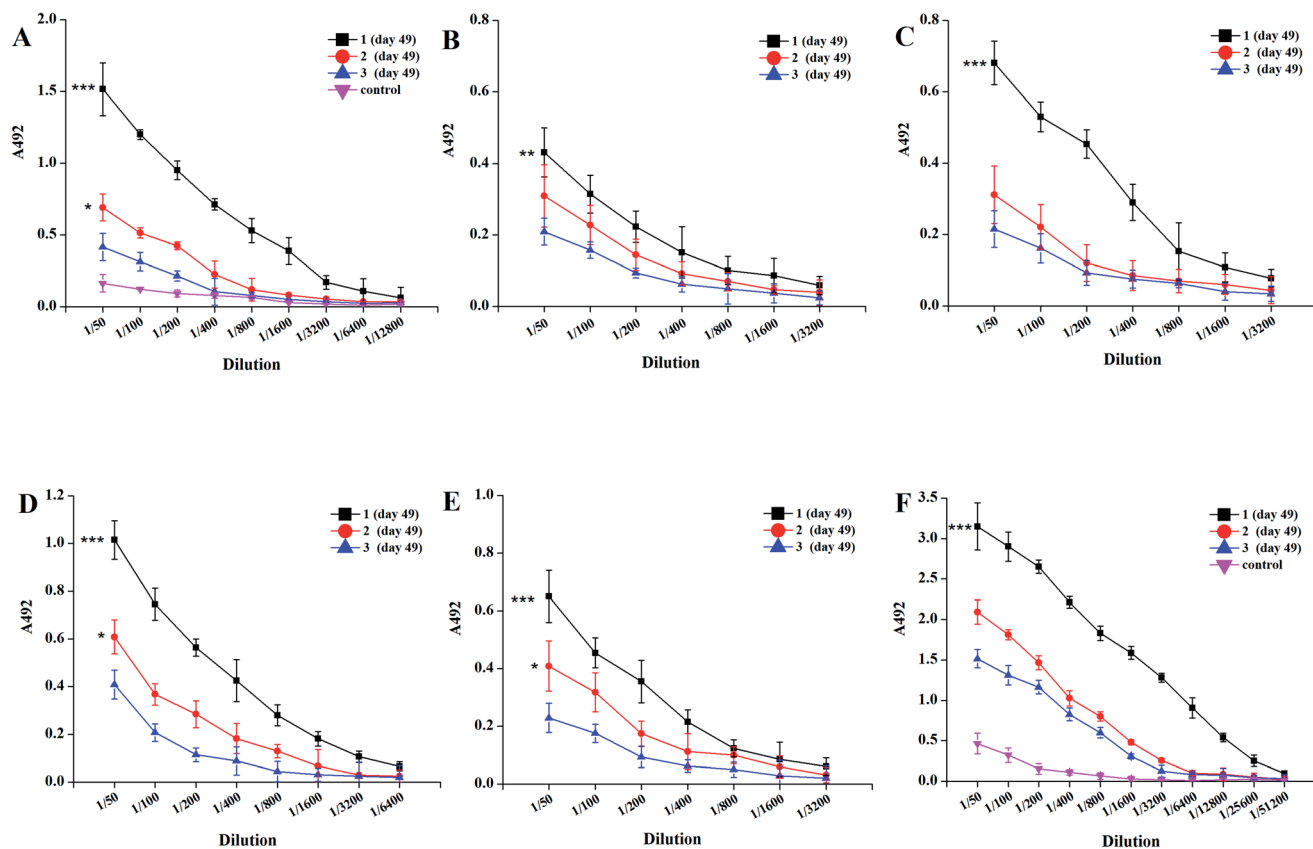 A
2.0
1.5
1.0
0.5
0.0
A492
***
*
1 (day 49)
2 (day 49)
3 (day 49)
control
1/50
1/100
1/200
1/400
1/800
1/1600
1/3200
1/6400
1/12800
Dilution
B
0.8
0.6
0.4
0.2
0.0
A492
**
1 (day 49)
2 (day 49)
3 (day 49)
1/50
1/100
1/200
1/400
1/800
1/1600
1/3200
Dilution
C
0.8
0.6
0.4
0.2
0.0
A492
***
1 (day 49)
2 (day 49)
3 (day 49)
1/50
1/100
1/200
1/400
1/800
1/1600
1/3200
Dilution
D
1.2
1.0
0.8
0.6
0.4
0.2
0.0
A492
***
*
1 (day 49)
2 (day 49)
3 (day 49)
1/50
1/100
1/200
1/400
1/800
1/1600
1/3200
1/6400
Dilution
E
1.0
0.8
0.6
0.4
0.2
0.0
A492
***
*
1 (day 49)
2 (day 49)
3 (day 49)
1/50
1/100
1/200
1/400
1/800
1/1600
1/3200
Dilution
F
3.5
3.0
2.5
2.0
1.5
1.0
0.5
0.0
A492
***
1 (day 49)
2 (day 49)
3 (day 49)
control
1/50
1/100
1/200
1/400
1/800
1/1600
1/3200
1/6400
1/12800
1/25600
1/51200
Dilution